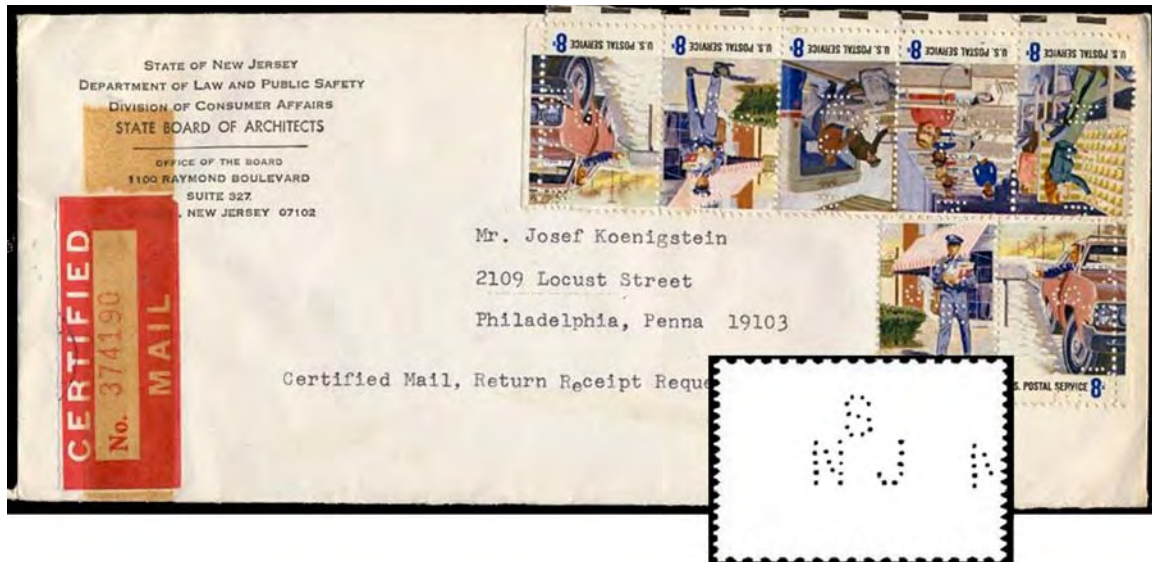 STATE OF NEW JERSEY
DEPARTMENT OF LAW AND PUBLIC SAFETY
DIVISION OF CONSUMER AFFAIRS
STATE BOARD OF ARCHITECTS
OFFICE OF THE BOARD
1100 RAYMOND BOULEVARD
SUITE 327
, NEW JERSEY 07102
CERTIFIED
No. 374190
MAIL
8¢ U.S. POSTAL SERVICE
8¢ U.S. POSTAL SERVICE
8¢ U.S. POSTAL SERVICE
8¢ U.S. POSTAL SERVICE
8¢ U.S. POSTAL SERVICE
Mr. Josef Koenigstein
2109 Locust Street
Philadelphia, Penna 19103
Certified Mail, Return Receipt Reque
S. POSTAL SERVICE 8¢
S
N J N